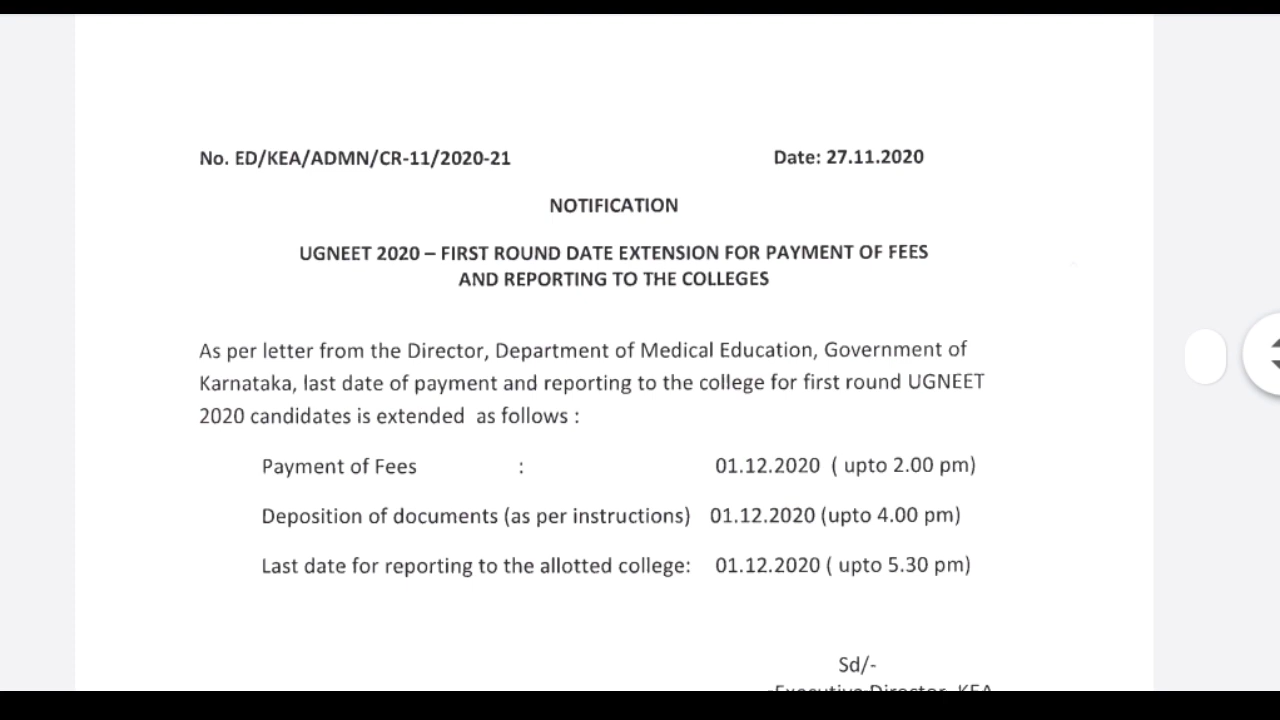 No. ED/KEA/ADMN/CR-11/2020-21 Date: 27.11.2020
NOTIFICATION
UGNEET 2020 – FIRST ROUND DATE EXTENSION FOR PAYMENT OF FEES
AND REPORTING TO THE COLLEGES
As per letter from the Director, Department of Medical Education, Government of
Karnataka, last date of payment and reporting to the college for first round UGNEET
2020 candidates is extended as follows :
Payment of Fees : 01.12.2020 ( upto 2.00 pm)
Deposition of documents (as per instructions) 01.12.2020 (upto 4.00 pm)
Last date for reporting to the allotted college: 01.12.2020 ( upto 5.30 pm)
Sd/-
-Executive Director, KEA